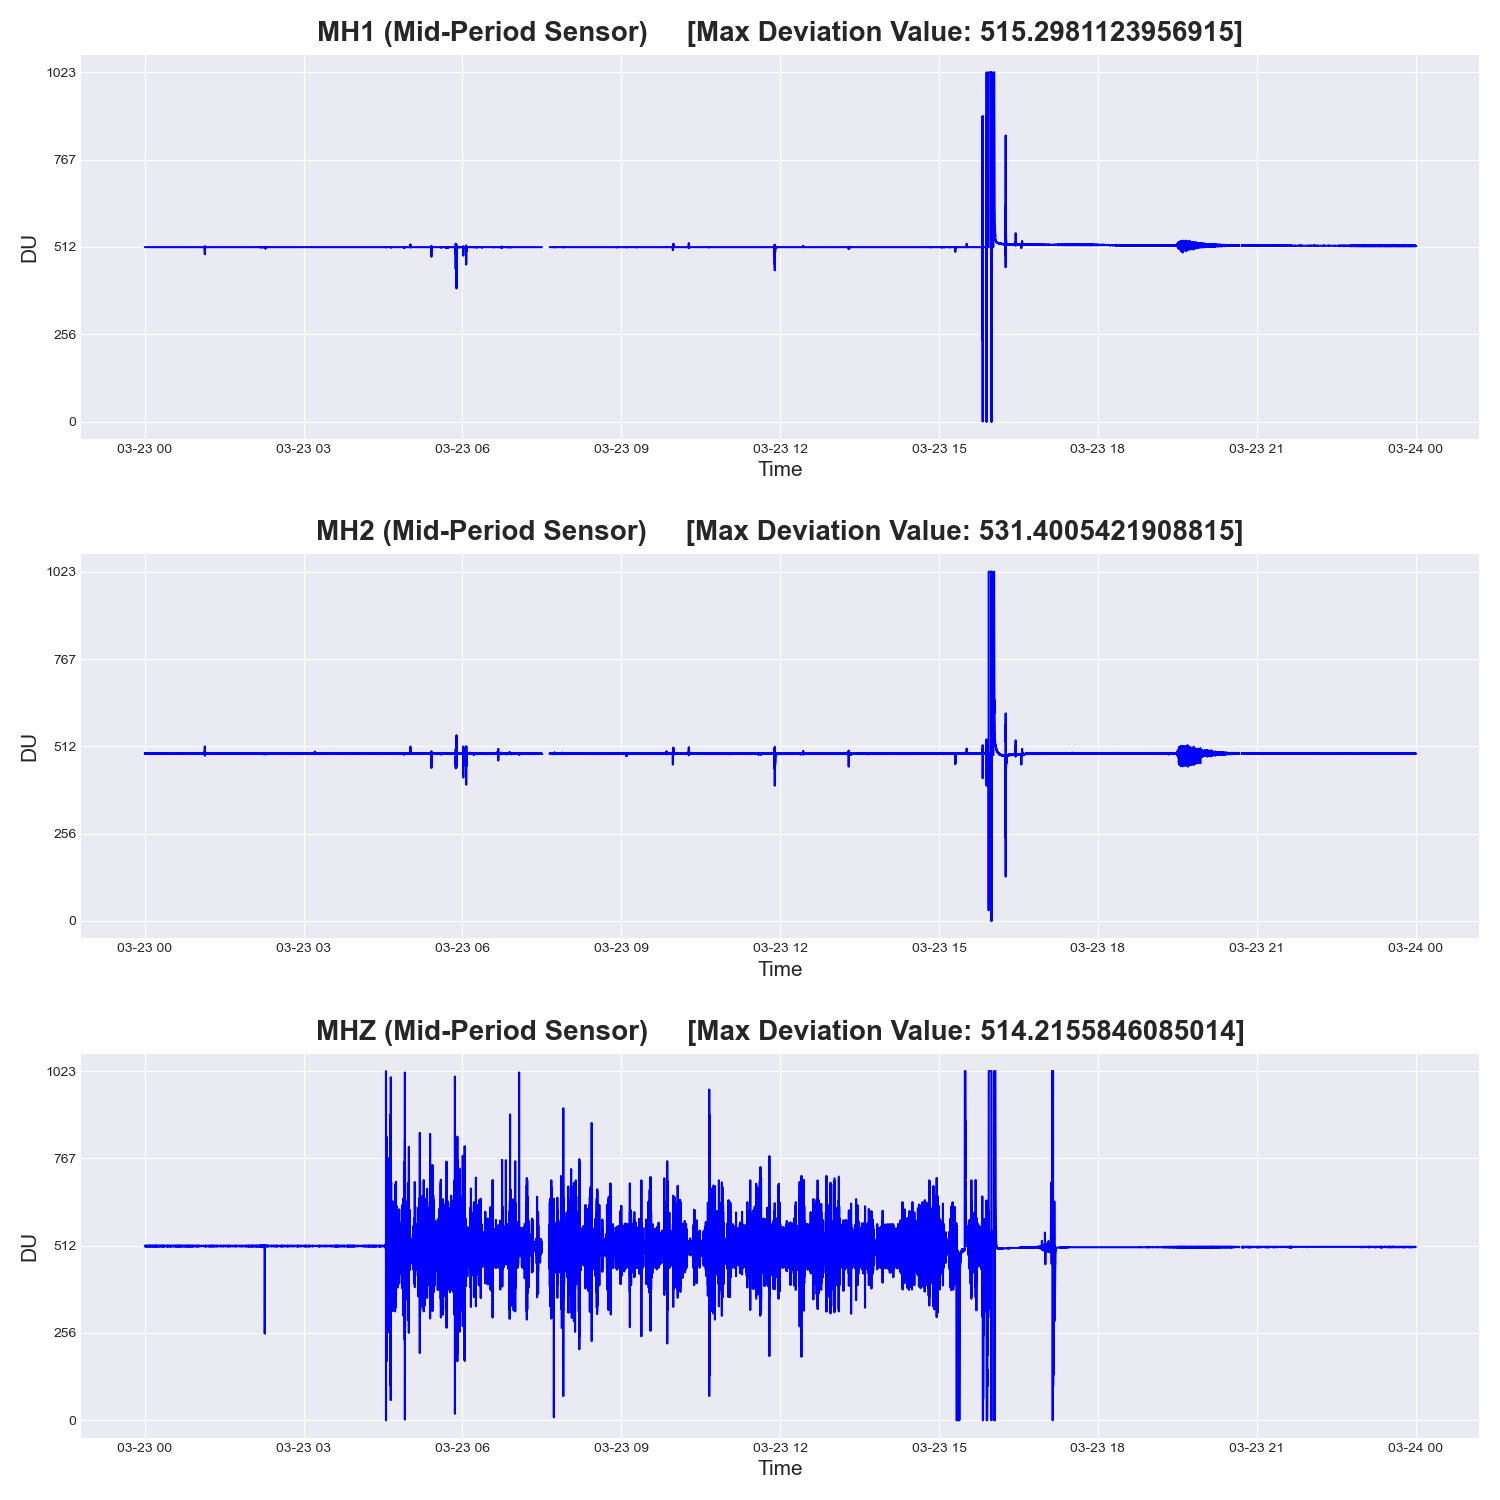 MH1 (Mid-Period Sensor) [Max Deviation Value: 515.2981123956915]
1023
767
512
256
0
DU
03-23 00 03-23 03 03-23 06 03-23 09 03-23 12 03-23 15 03-23 18 03-23 21 03-24 00
Time
MH2 (Mid-Period Sensor) [Max Deviation Value: 531.4005421908815]
1023
767
512
256
0
DU
03-23 00 03-23 03 03-23 06 03-23 09 03-23 12 03-23 15 03-23 18 03-23 21 03-24 00
Time
MHZ (Mid-Period Sensor) [Max Deviation Value: 514.2155846085014]
1023
767
512
256
0
DU
03-23 00 03-23 03 03-23 06 03-23 09 03-23 12 03-23 15 03-23 18 03-23 21 03-24 00
Time